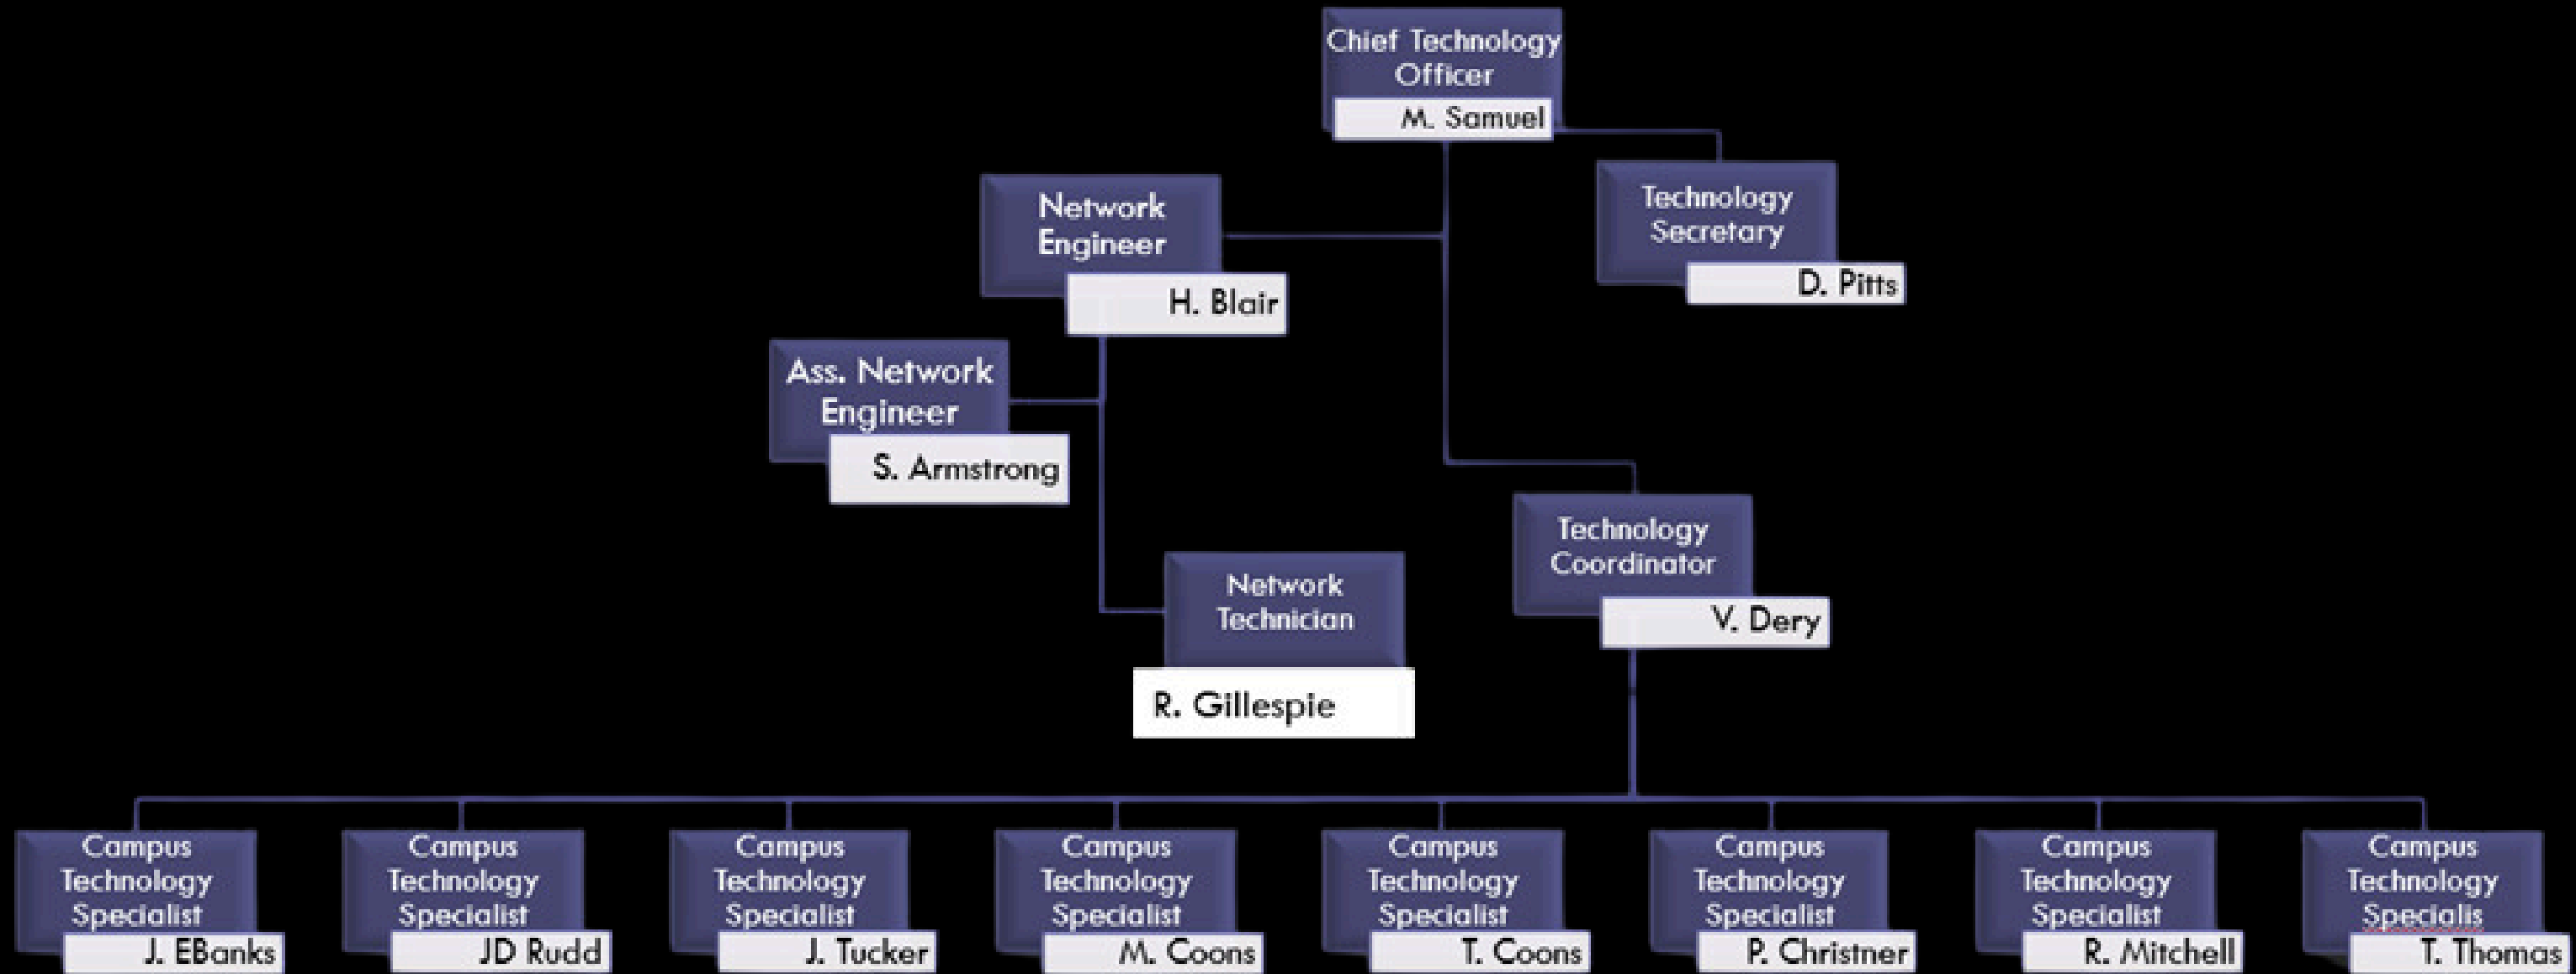 Chief Technology
Officer
M. Samuel
Technology
Secretary
D. Pitts
Network
Engineer
H. Blair
Ass. Network
Engineer
S. Armstrong
Network
Technician
R. Gillespie
Technology
Coordinator
V. Dery
Campus
Technology
Specialist
J. EBanks
Campus
Technology
Specialist
JD Rudd
Campus
Technology
Specialist
J. Tucker
Campus
Technology
Specialist
M. Coons
Campus
Technology
Specialist
T. Coons
Campus
Technology
Specialist
P. Christner
Campus
Technology
Specialist
R. Mitchell
Campus
Technology
Specialis
T. Thomas